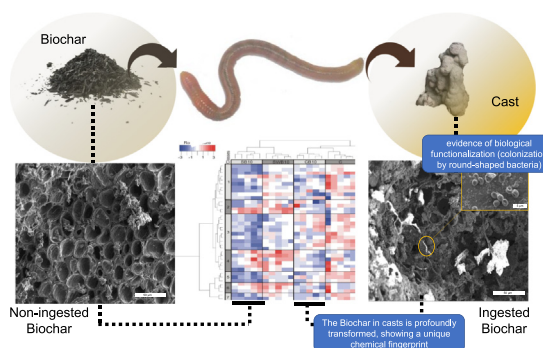 Biochar
Cast
evidence of biological
functionalization (colonization
by round-shaped bacteria)
Non-ingested
Biochar
The Biochar in casts is profoundly
transformed, showing a unique
chemical fingerprint
Ingested
Biochar